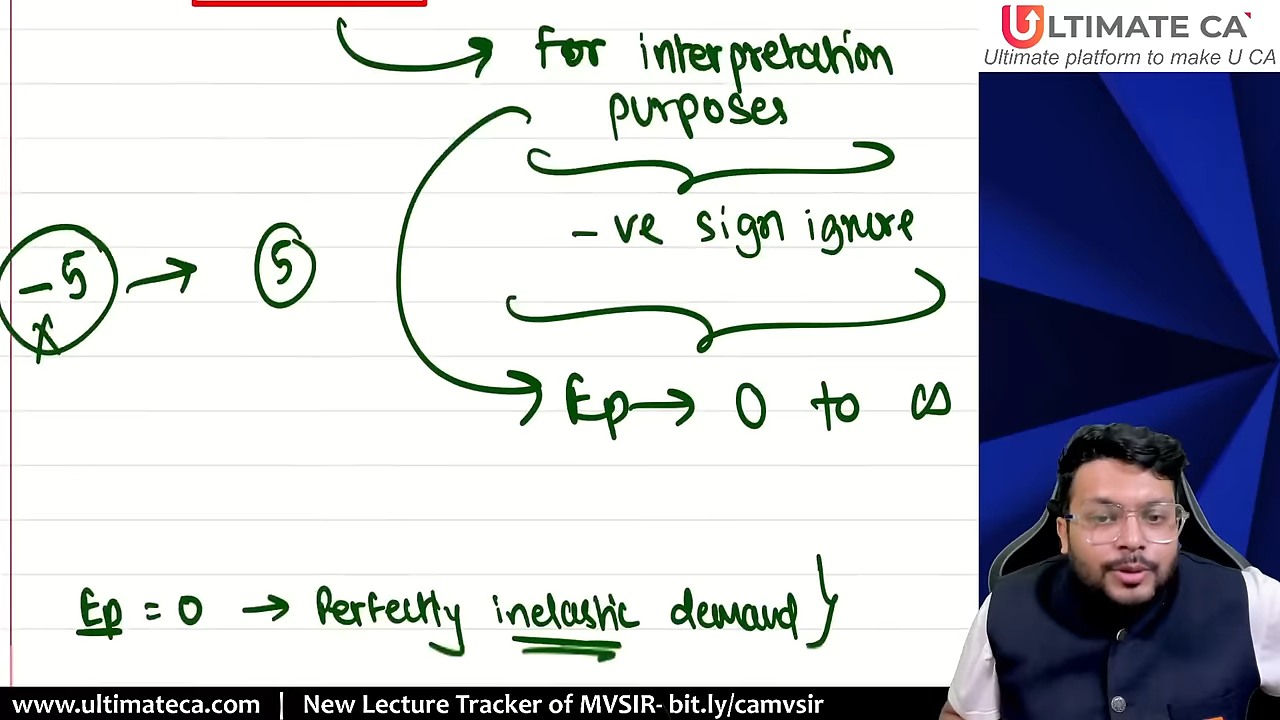 ULTIMATE CA
Ultimate platform to make U CA
For interpretation
purposes
-ve sign ignore
-5 → 5
x
Ep → 0 to ∞
Ep = 0 → Perfectly inelastic demand }
www.ultimateca.com | New Lecture Tracker of MVSIR- bit.ly/camvsir